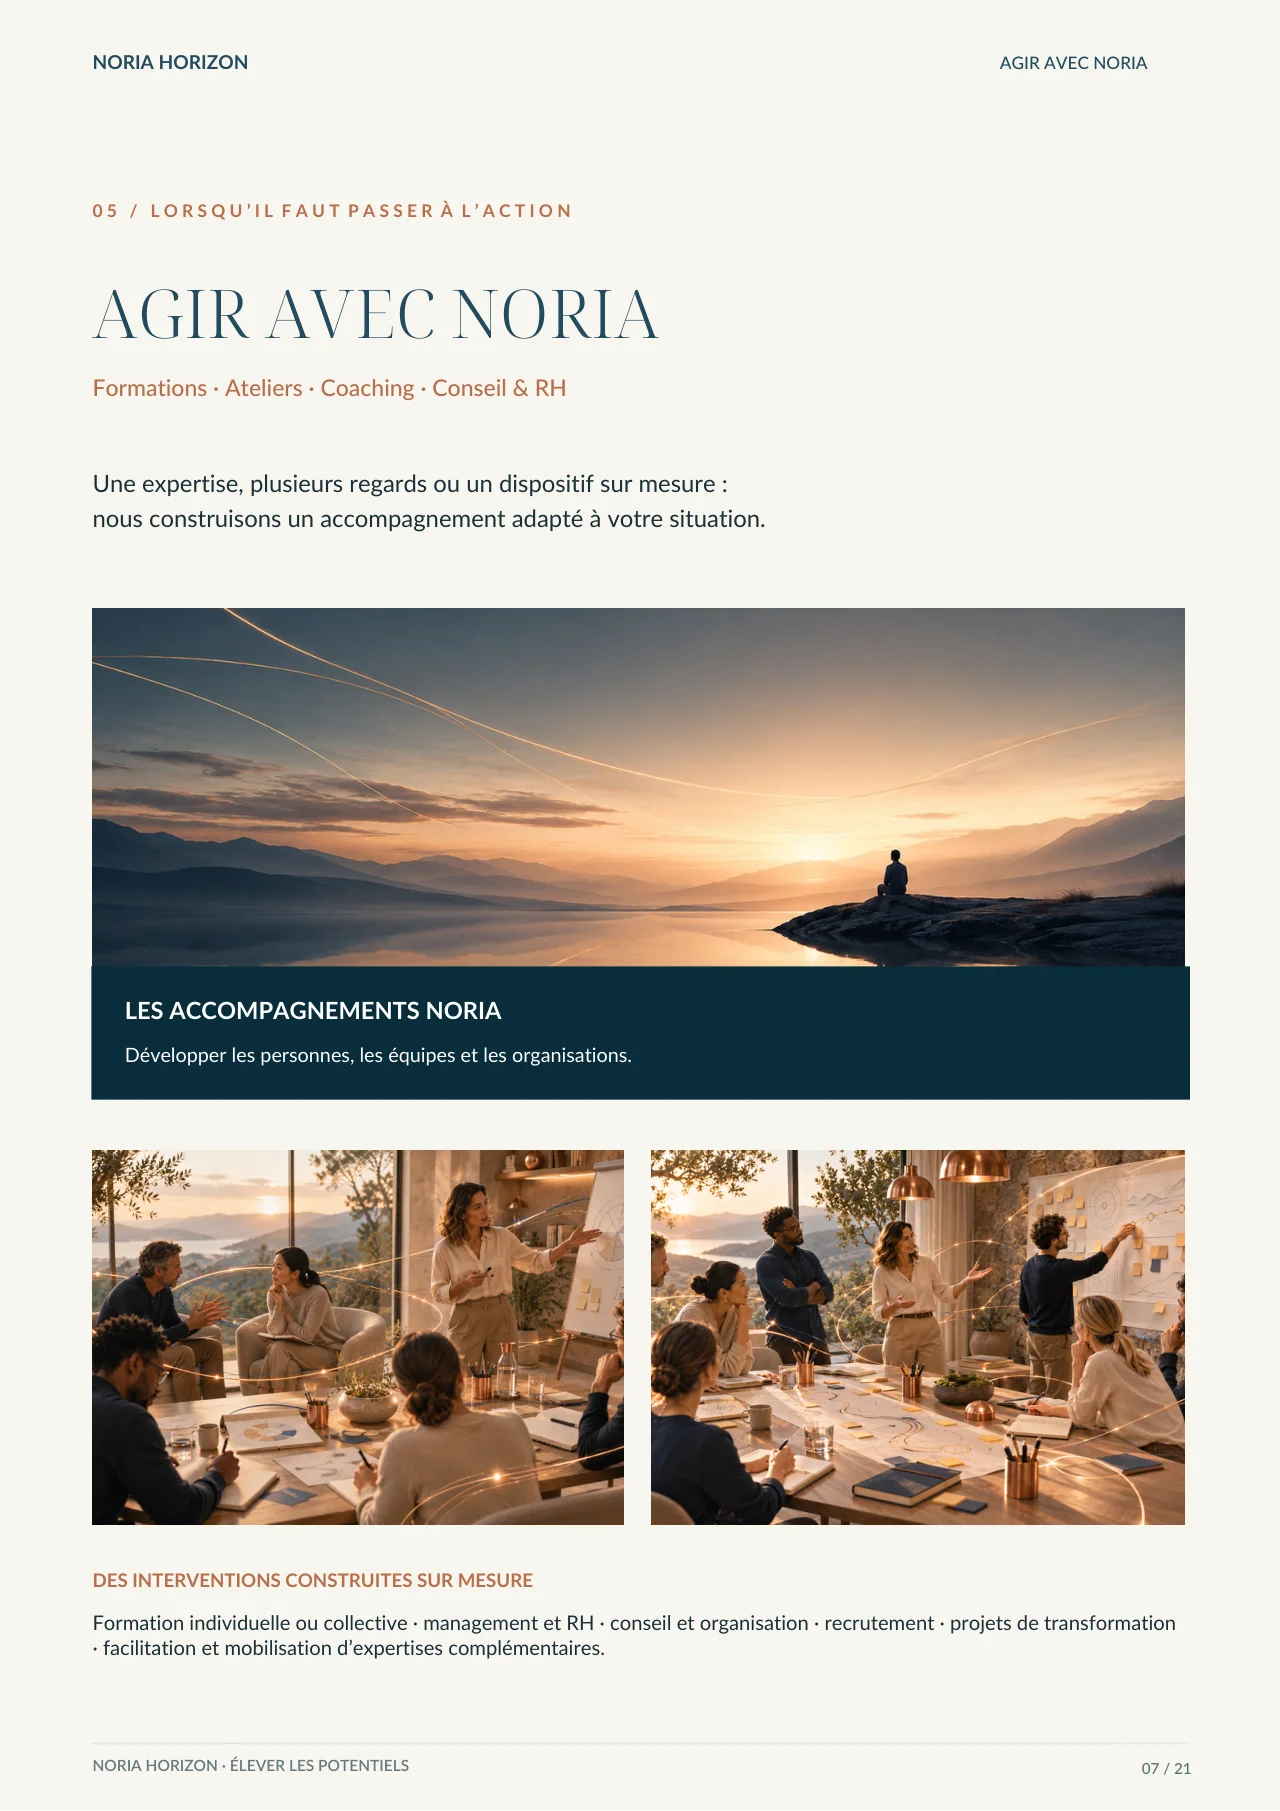 NORIA HORIZON
AGIR AVEC NORIA
05 / LORSQU’IL FAUT PASSER À L’ACTION
AGIR AVEC NORIA
Formations · Ateliers · Coaching · Conseil & RH
Une expertise, plusieurs regards ou un dispositif sur mesure :
nous construisons un accompagnement adapté à votre situation.
LES ACCOMPAGNEMENTS NORIA
Développer les personnes, les équipes et les organisations.
DES INTERVENTIONS CONSTRUITES SUR MESURE
Formation individuelle ou collective · management et RH · conseil et organisation · recrutement · projets de transformation
· facilitation et mobilisation d’expertises complémentaires.
NORIA HORIZON · ÉLEVER LES POTENTIELS
07 / 21